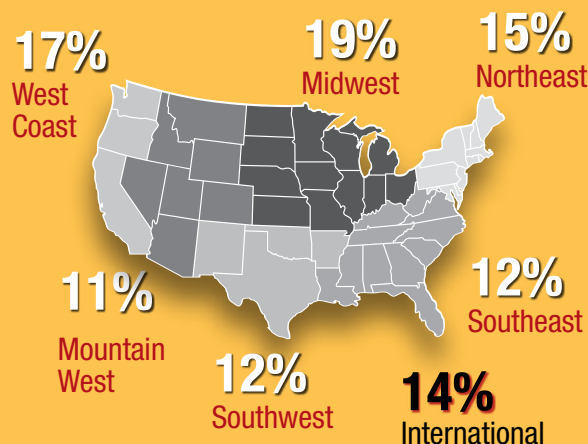 17%
West
Coast
19%
Midwest
15%
Northeast
11%
Mountain
West
12%
Southwest
12%
Southeast
14%
International